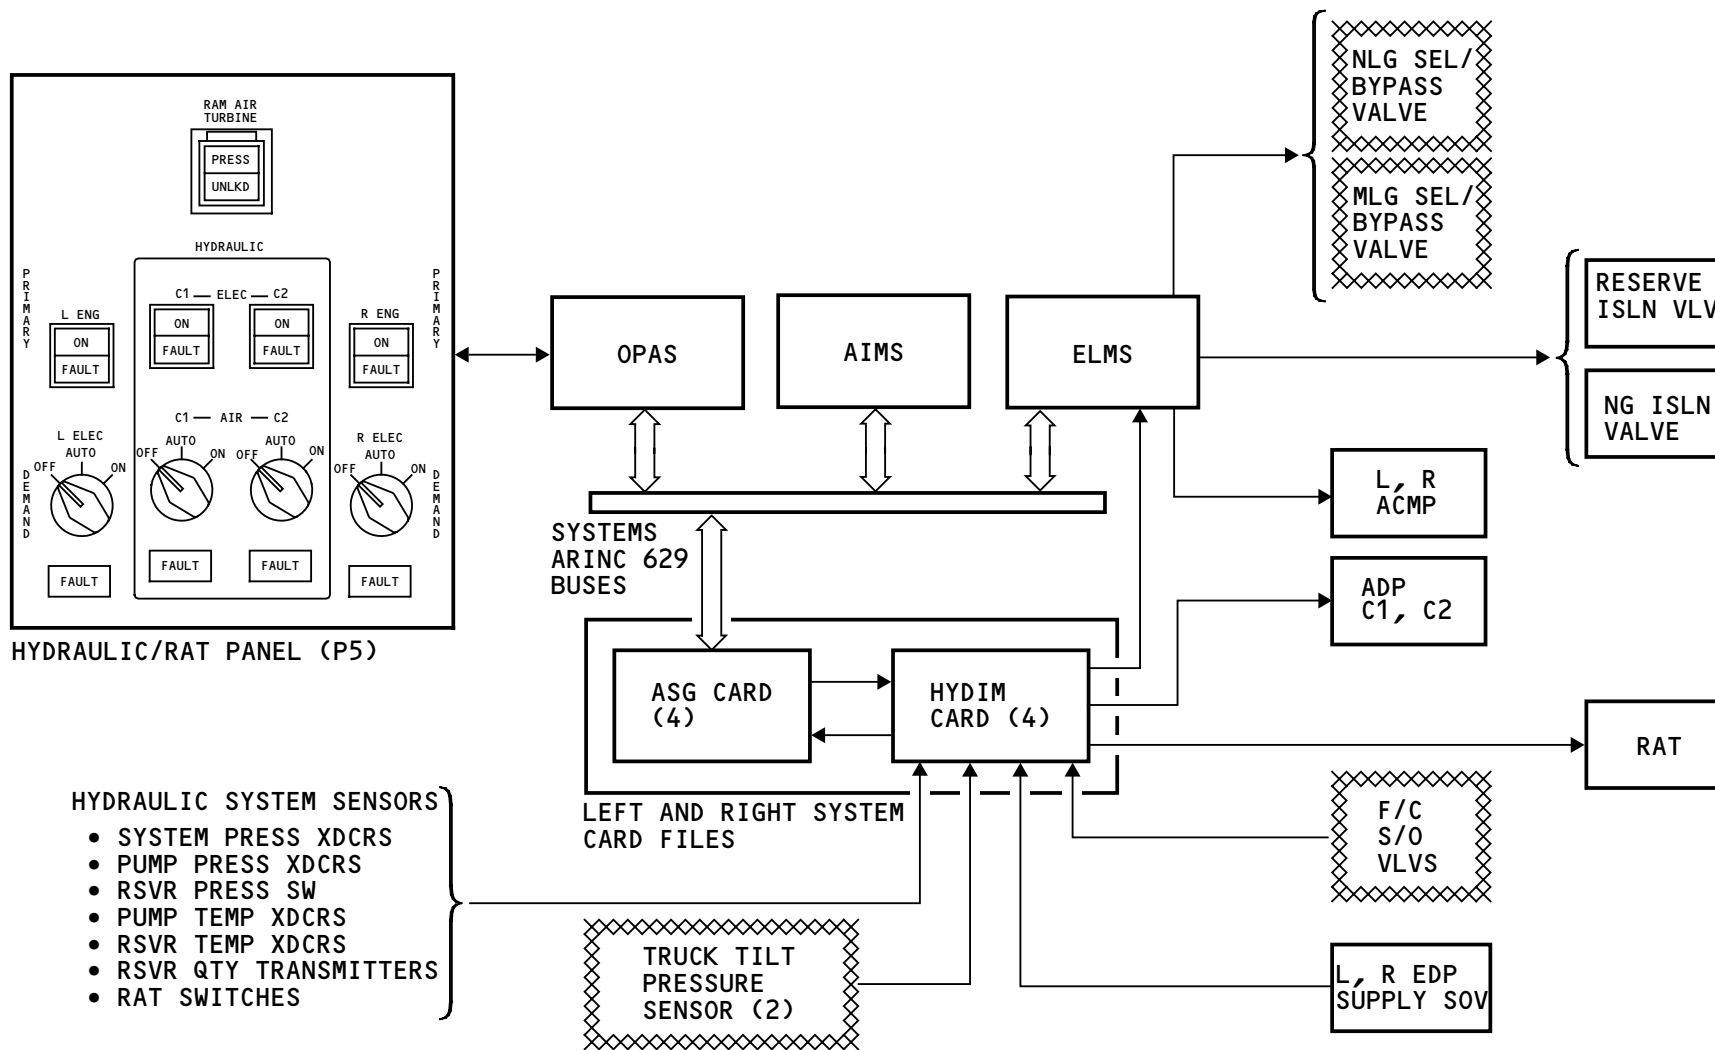 RAM AIR
TURBINE
PRESS
UNLKD
HYDRAULIC
PRIMARY
PRIMARY
C1 ELEC C2
L ENG
ON
FAULT
ON
FAULT
ON
FAULT
R ENG
ON
FAULT
C1 AIR C2
L ELEC
OFF AUTO ON
OFF AUTO ON
OFF AUTO ON
R ELEC
OFF AUTO ON
DEMAND
DEMAND
FAULT
FAULT
FAULT
FAULT
HYDRAULIC/RAT PANEL (P5)
OPAS
AIMS
ELMS
SYSTEMS
ARINC 629
BUSES
ASG CARD
(4)
HYDIM
CARD (4)
LEFT AND RIGHT SYSTEM
CARD FILES
NLG SEL/
BYPASS
VALVE
MLG SEL/
BYPASS
VALVE
RESERVE
ISLN VLV
NG ISLN
VALVE
L, R
ACMP
ADP
C1, C2
RAT
F/C
S/O
VLVS
L, R EDP
SUPPLY SOV
HYDRAULIC SYSTEM SENSORS
• SYSTEM PRESS XDCRS
• PUMP PRESS XDCRS
• RSVR PRESS SW
• PUMP TEMP XDCRS
• RSVR TEMP XDCRS
• RSVR QTY TRANSMITTERS
• RAT SWITCHES
TRUCK TILT
PRESSURE
SENSOR (2)